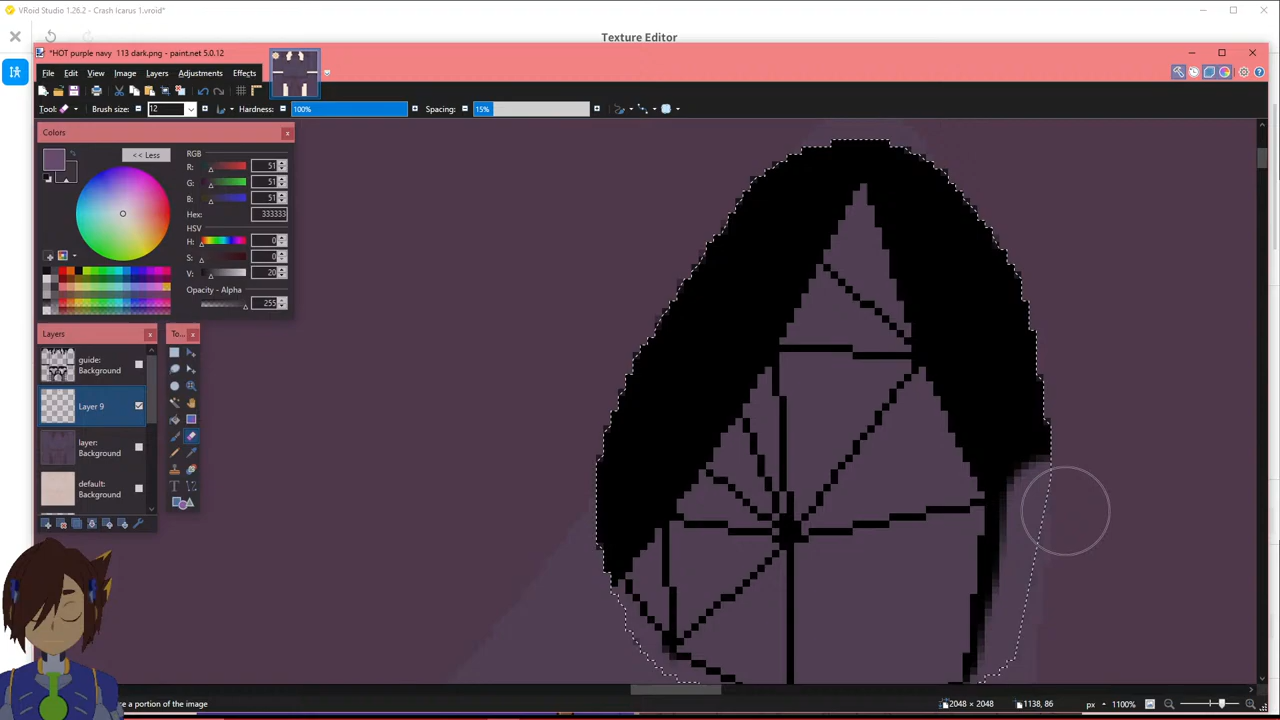 VRoid Studio 1.26.2 - Crash Icarus 1.vroid*
Texture Editor
*HOT purple navy 113 dark.png - paint.net 5.0.12
File Edit View Image Layers Adjustments Effects
Tool: Brush size: 12 Hardness: 100% Spacing: 15%
Colors
<< Less
RGB
R: 51
G: 51
B: 51
Hex: 333333
HSV
H: 0
S: 0
V: 20
Opacity - Alpha
255
Layers
To...
guide:
Background
Layer 9
layer:
Background
default:
Background
e a portion of the image
2048 × 2048
1138, 86
px
1100%